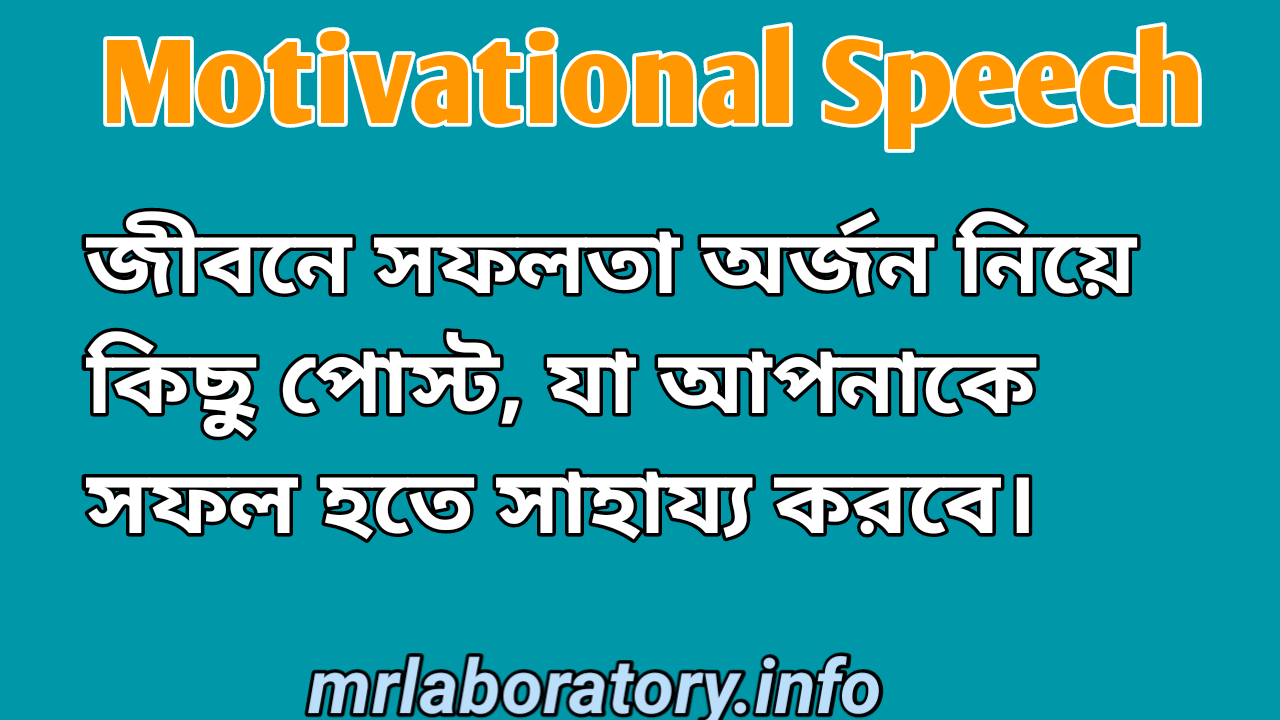 Motivational Speech
জীবনে সফলতা অর্জন নিয়ে
কিছু পোস্ট, যা আপনাকে
সফল হতে সাহায্য করবে।
mrlaboratory.info